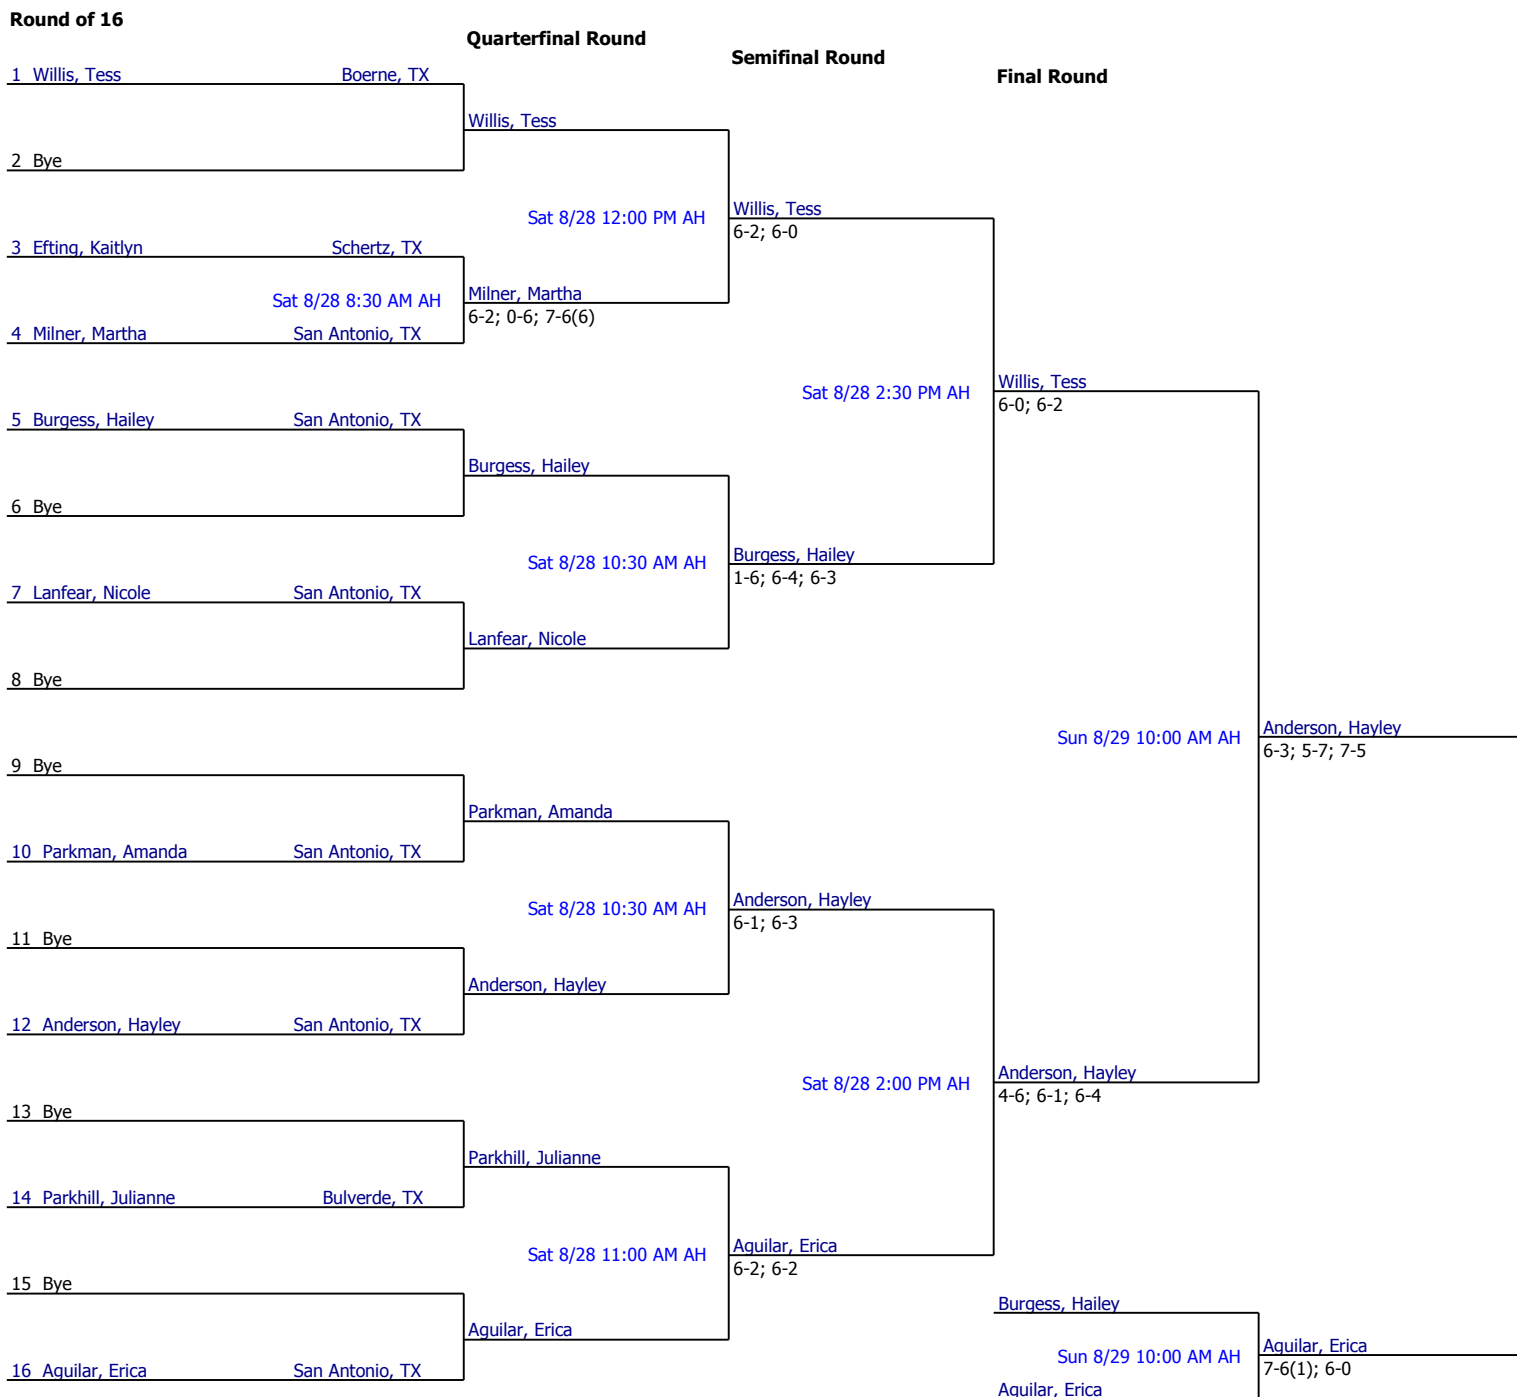 Round of 16
Quarterfinal Round
Semifinal Round
Final Round
1 Willis, Tess Boerne, TX
Willis, Tess
2 Bye
Sat 8/28 12:00 PM AH
Willis, Tess
6-2; 6-0
3 Efting, Kaitlyn Schertz, TX
Sat 8/28 8:30 AM AH
Milner, Martha
6-2; 0-6; 7-6(6)
4 Milner, Martha San Antonio, TX
Sat 8/28 2:30 PM AH
Willis, Tess
6-0; 6-2
5 Burgess, Hailey San Antonio, TX
Burgess, Hailey
6 Bye
Sat 8/28 10:30 AM AH
Burgess, Hailey
1-6; 6-4; 6-3
7 Lanfear, Nicole San Antonio, TX
Lanfear, Nicole
8 Bye
Sun 8/29 10:00 AM AH
Anderson, Hayley
6-3; 5-7; 7-5
9 Bye
Parkman, Amanda
10 Parkman, Amanda San Antonio, TX
Sat 8/28 10:30 AM AH
Anderson, Hayley
6-1; 6-3
11 Bye
Anderson, Hayley
12 Anderson, Hayley San Antonio, TX
Sat 8/28 2:00 PM AH
Anderson, Hayley
4-6; 6-1; 6-4
13 Bye
Parkhill, Julianne
14 Parkhill, Julianne Bulverde, TX
Sat 8/28 11:00 AM AH
Aguilar, Erica
6-2; 6-2
15 Bye
Aguilar, Erica
16 Aguilar, Erica San Antonio, TX
Burgess, Hailey
Sun 8/29 10:00 AM AH
Aguilar, Erica
7-6(1); 6-0
Aguilar, Erica